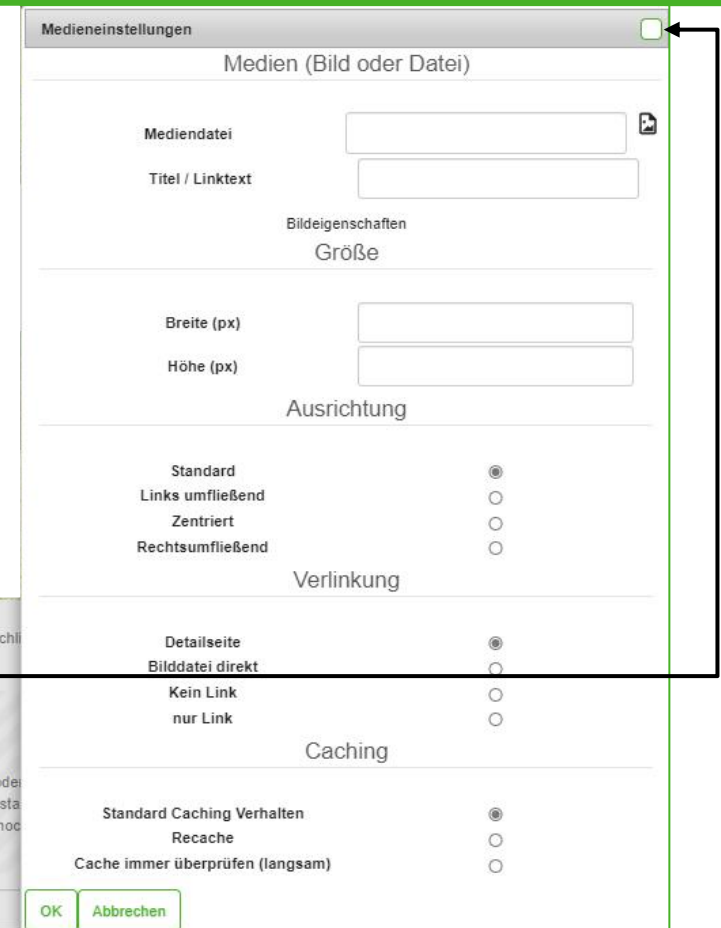 Medieneinstellungen
Medien (Bild oder Datei)
Mediendatei
Titel / Linktext
Bildeigenschaften
Größe
Breite (px)
Höhe (px)
Ausrichtung
Standard
Links umfließend
Zentriert
Rechtsumfließend
Verlinkung
Detailseite
Bilddatei direkt
Kein Link
nur Link
Caching
Standard Caching Verhalten
Recache
Cache immer überprüfen (langsam)
OK Abbrechen